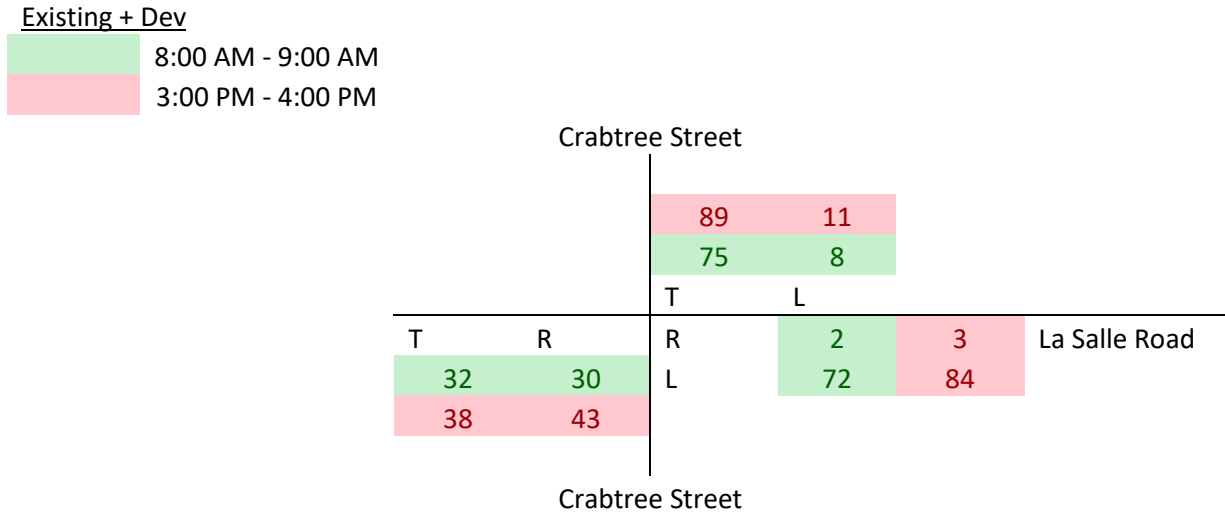 Existing + Dev
8:00 AM - 9:00 AM
3:00 PM - 4:00 PM
Crabtree Street
89 11
75 8
T L
T R R 2 3 La Salle Road
32 30 L 72 84
38 43
Crabtree Street